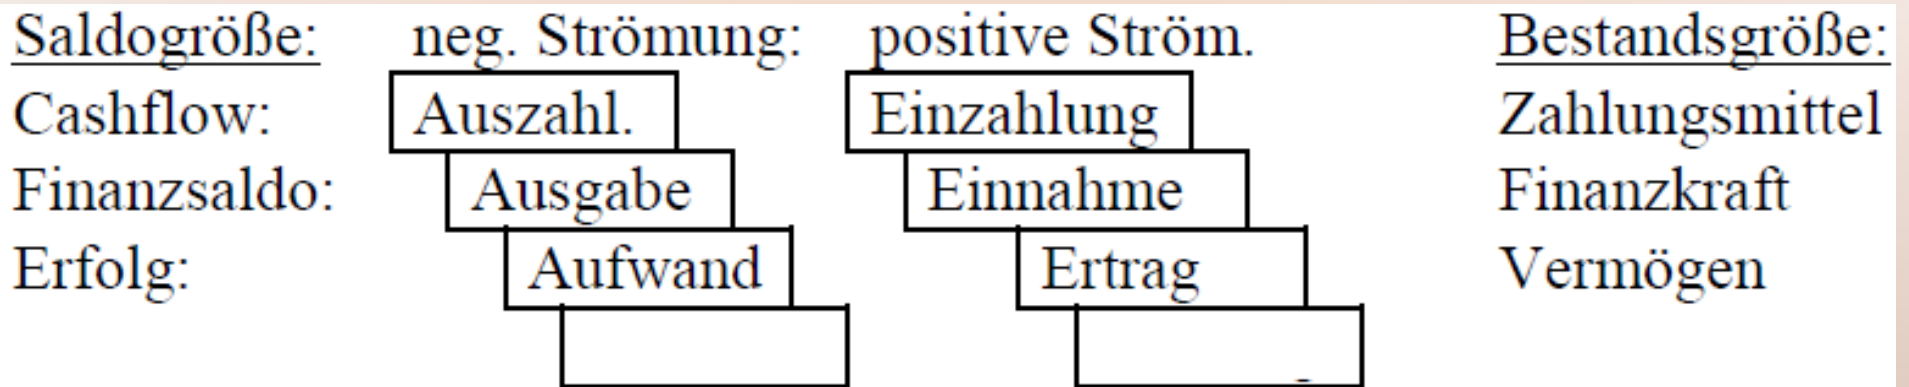 Saldogröße: neg. Strömung: positive Ström. Bestandsgröße:
Cashflow: Auszahl. Einzahlung Zahlungsmittel
Finanzsaldo: Ausgabe Einnahme Finanzkraft
Erfolg: Aufwand Ertrag Vermögen